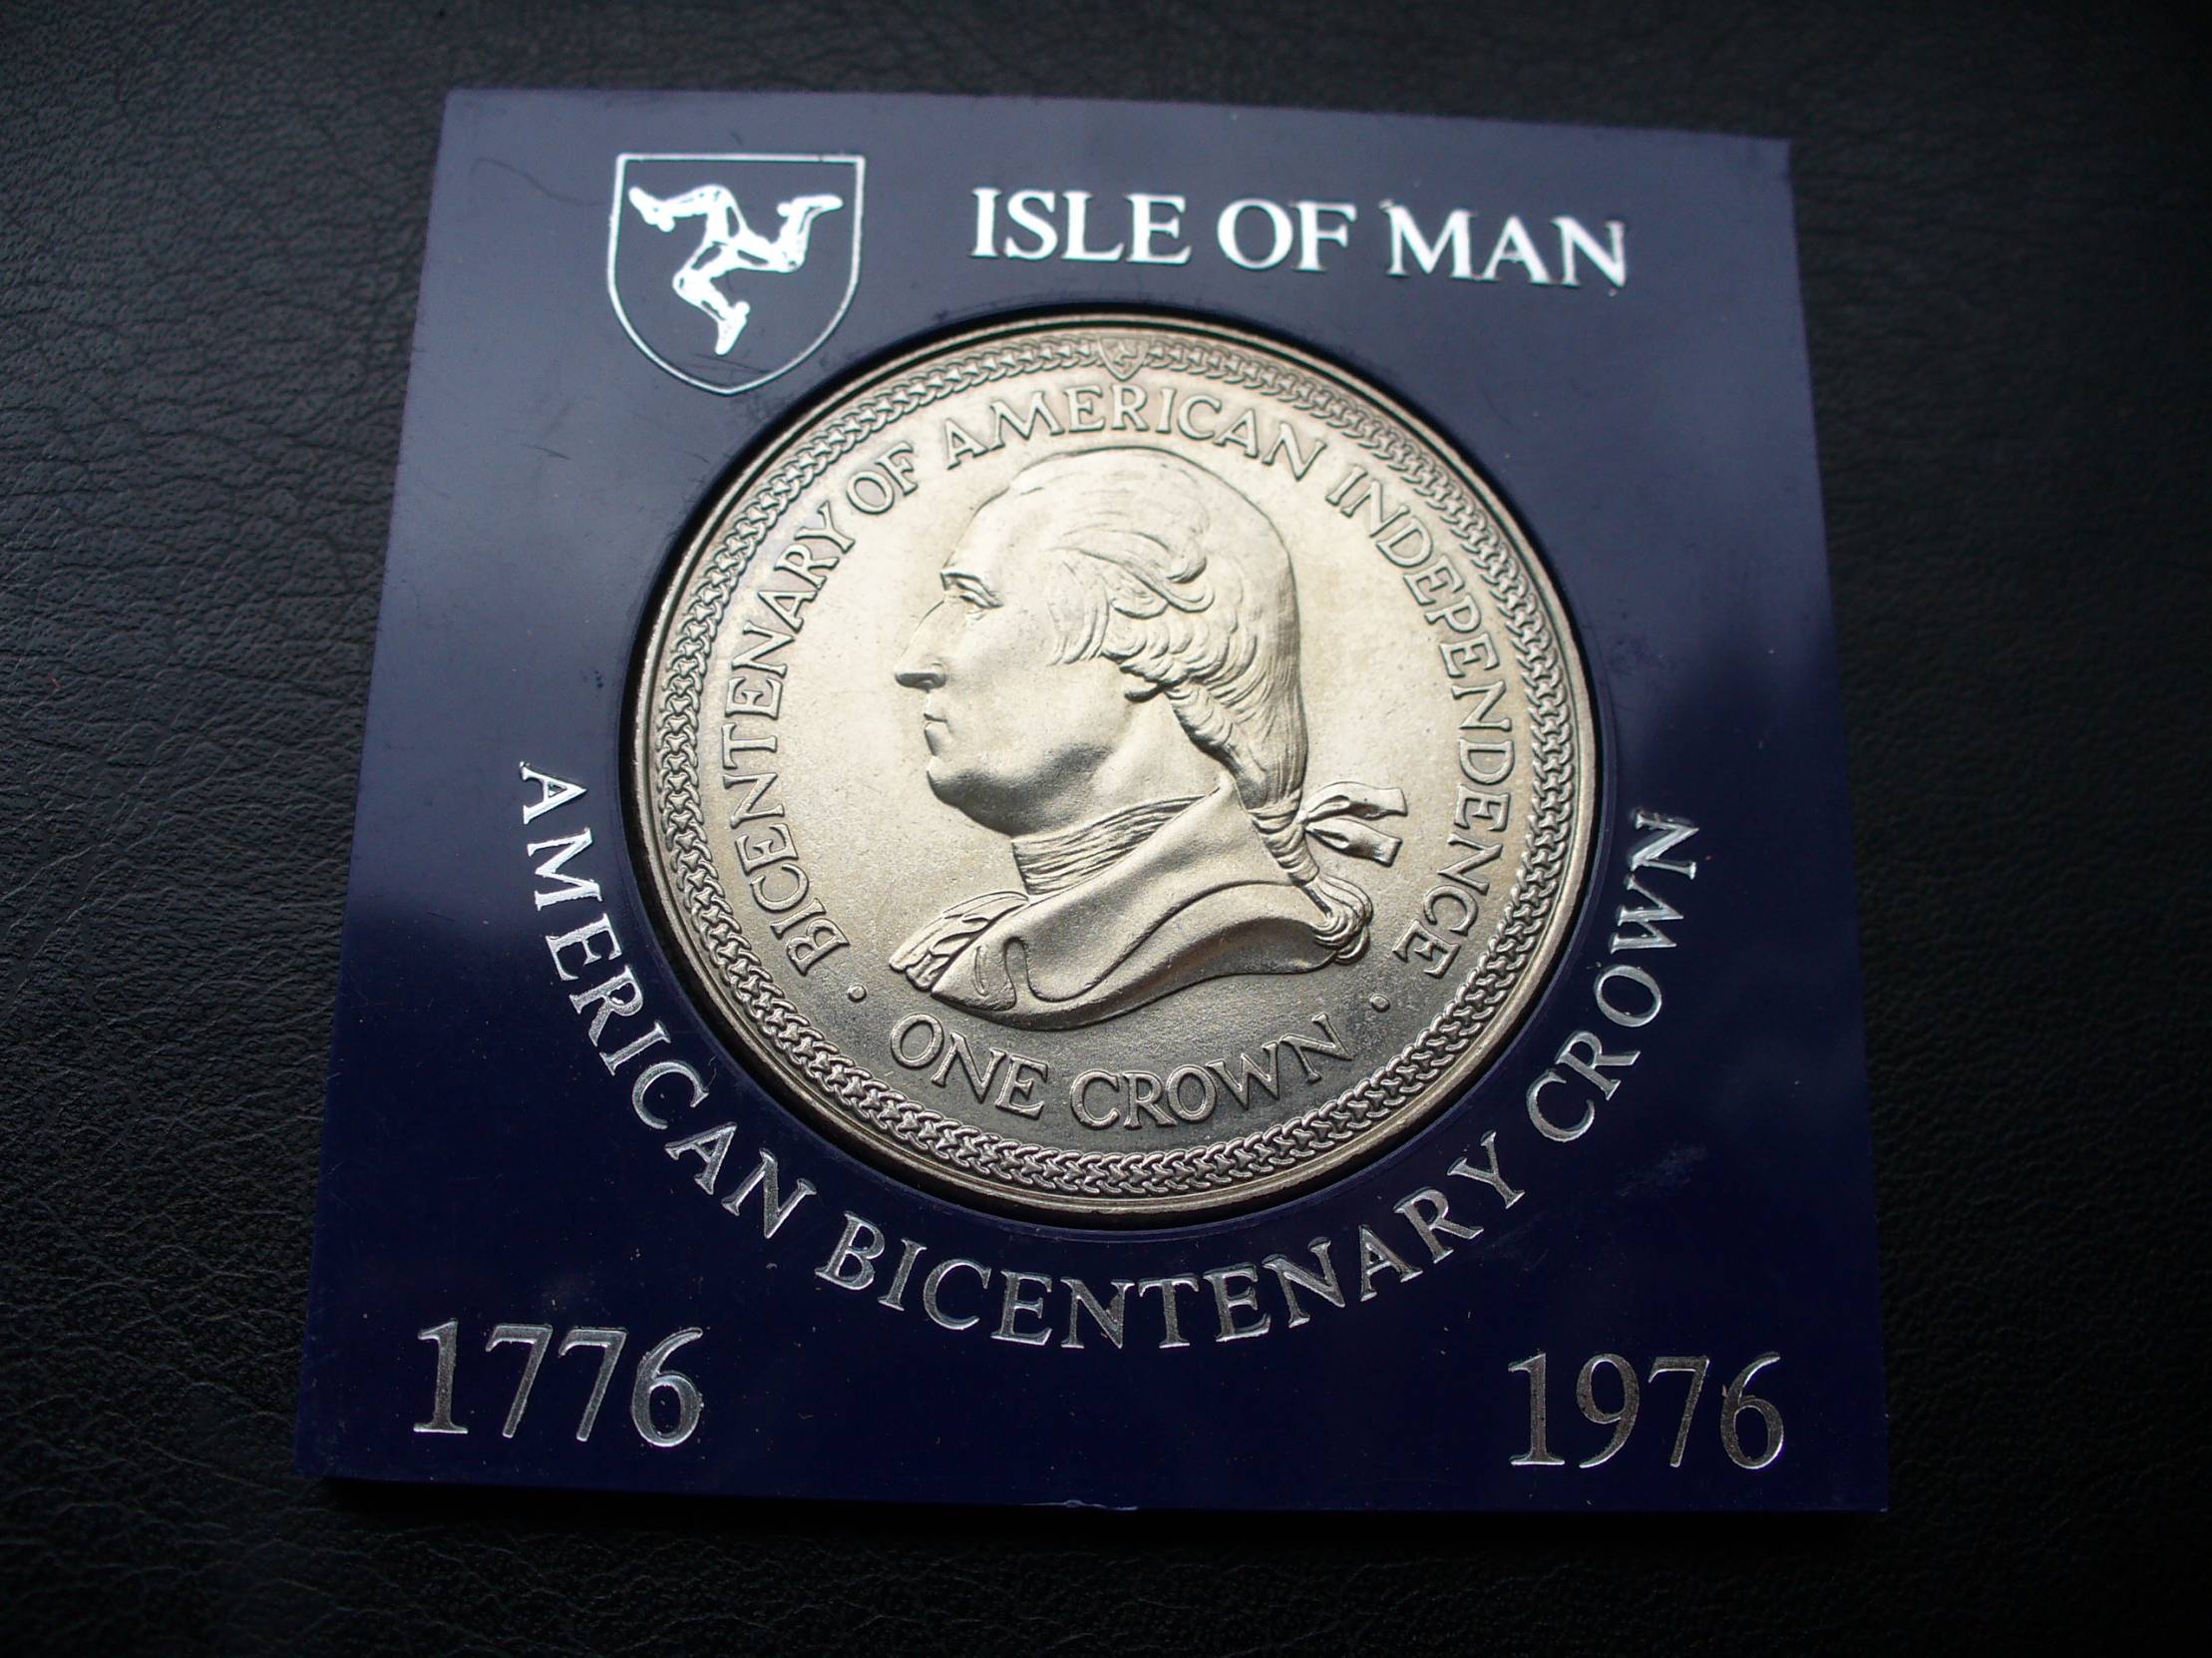 ISLE OF MAN
BICENTENARY OF AMERICAN INDEPENDENCE
· ONE CROWN ·
AMERICAN BICENTENARY CROWN
1776
1976